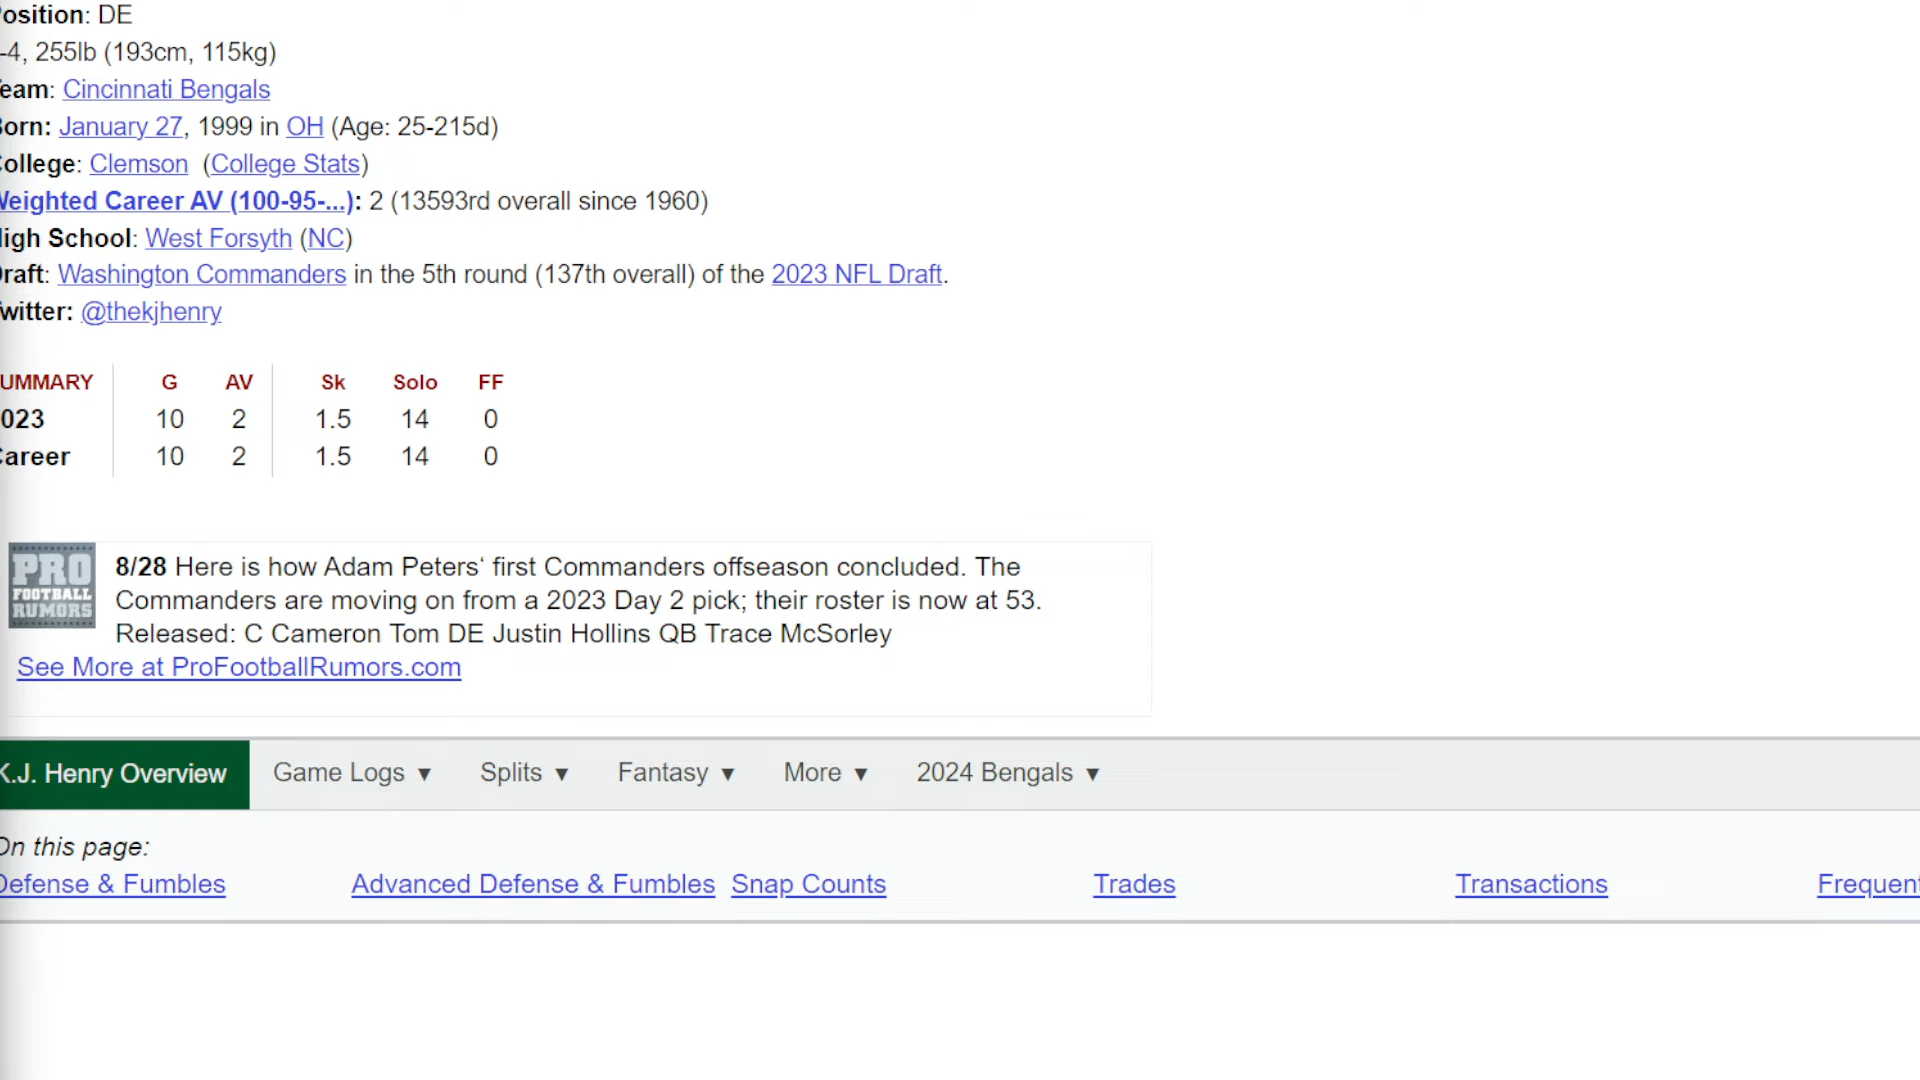 osition: DE
-4, 255lb (193cm, 115kg)
eam: Cincinnati Bengals
orn: January 27, 1999 in OH (Age: 25-215d)
ollege: Clemson (College Stats)
Weighted Career AV (100-95-...): 2 (13593rd overall since 1960)
igh School: West Forsyth (NC)
raft: Washington Commanders in the 5th round (137th overall) of the 2023 NFL Draft.
witter: @thekjhenry
UMMARY G AV Sk Solo FF
023 10 2 1.5 14 0
Career 10 2 1.5 14 0
PRO
FOOTBALL
RUMORS
8/28 Here is how Adam Peters‘ first Commanders offseason concluded. The
Commanders are moving on from a 2023 Day 2 pick; their roster is now at 53.
Released: C Cameron Tom DE Justin Hollins QB Trace McSorley
See More at ProFootballRumors.com
K.J. Henry Overview Game Logs ▼ Splits ▼ Fantasy ▼ More ▼ 2024 Bengals ▼
On this page:
Defense & Fumbles Advanced Defense & Fumbles Snap Counts Trades Transactions Frequent